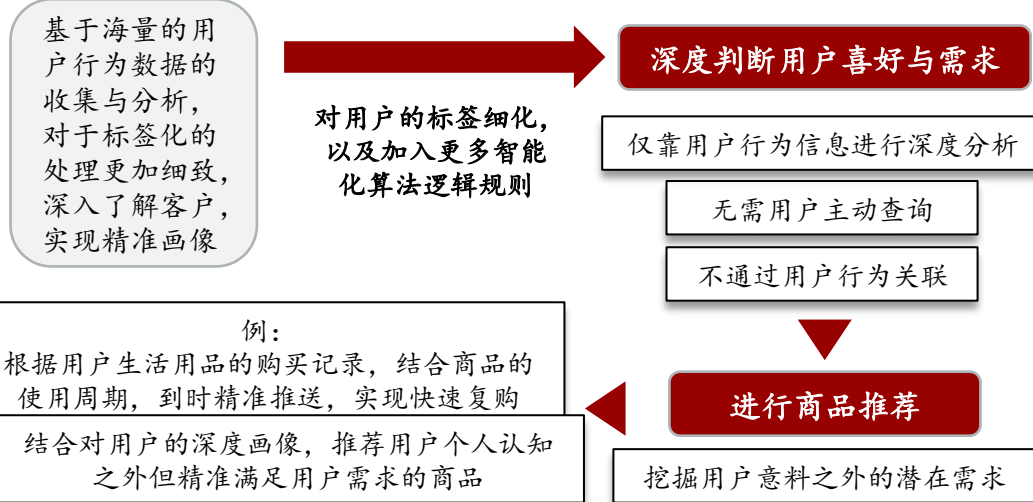 基于海量的用
户行为数据的
收集与分析，
对于标签化的
处理更加细致，
深入了解客户，
实现精准画像
对用户的标签细化，
以及加入更多智能
化算法逻辑规则
深度判断用户喜好与需求
仅靠用户行为信息进行深度分析
无需用户主动查询
不通过用户行为关联
进行商品推荐
挖掘用户意料之外的潜在需求
例：
根据用户生活用品的购买记录，结合商品的
使用周期，到时精准推送，实现快速复购
结合对用户的深度画像，推荐用户个人认知
之外但精准满足用户需求的商品